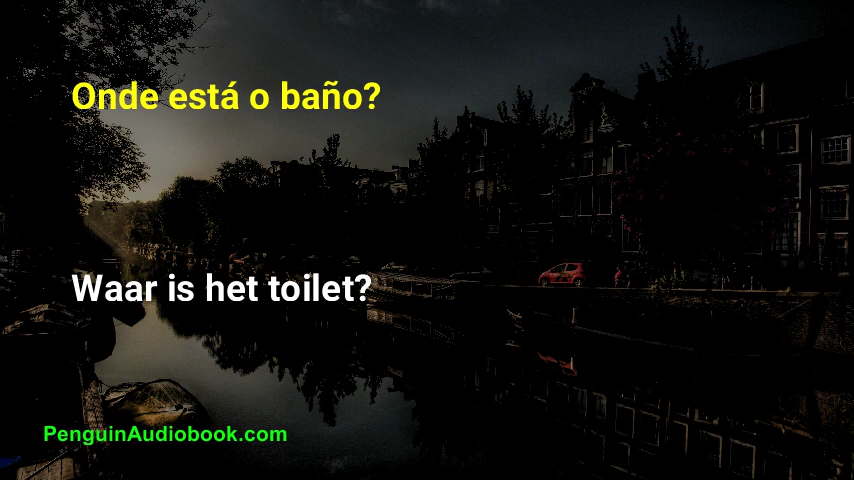 Onde está o baño?
Waar is het toilet?
PenguinAudiobook.com